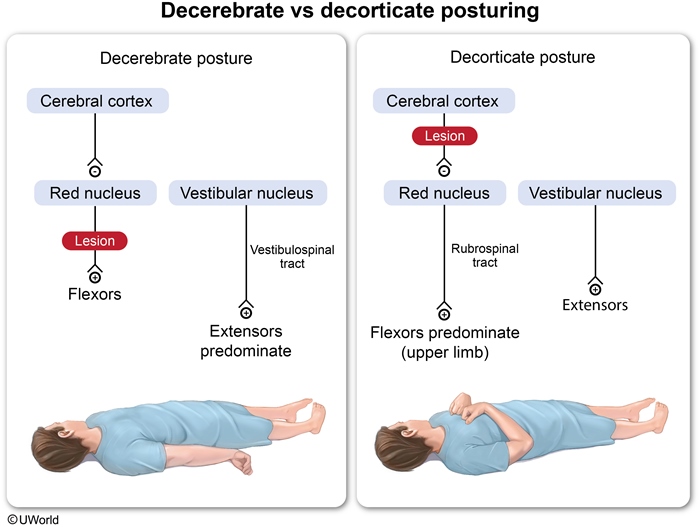 Decerebrate vs decorticate posturing
Decerebrate posture
Cerebral cortex
-
Red nucleus
Vestibular nucleus
Lesion
Vestibulospinal
tract
+
Flexors
+
Extensors
predominate
Decorticate posture
Cerebral cortex
Lesion
-
Red nucleus
Vestibular nucleus
Rubrospinal
tract
+
Extensors
+
Flexors predominate
(upper limb)
©UWorld